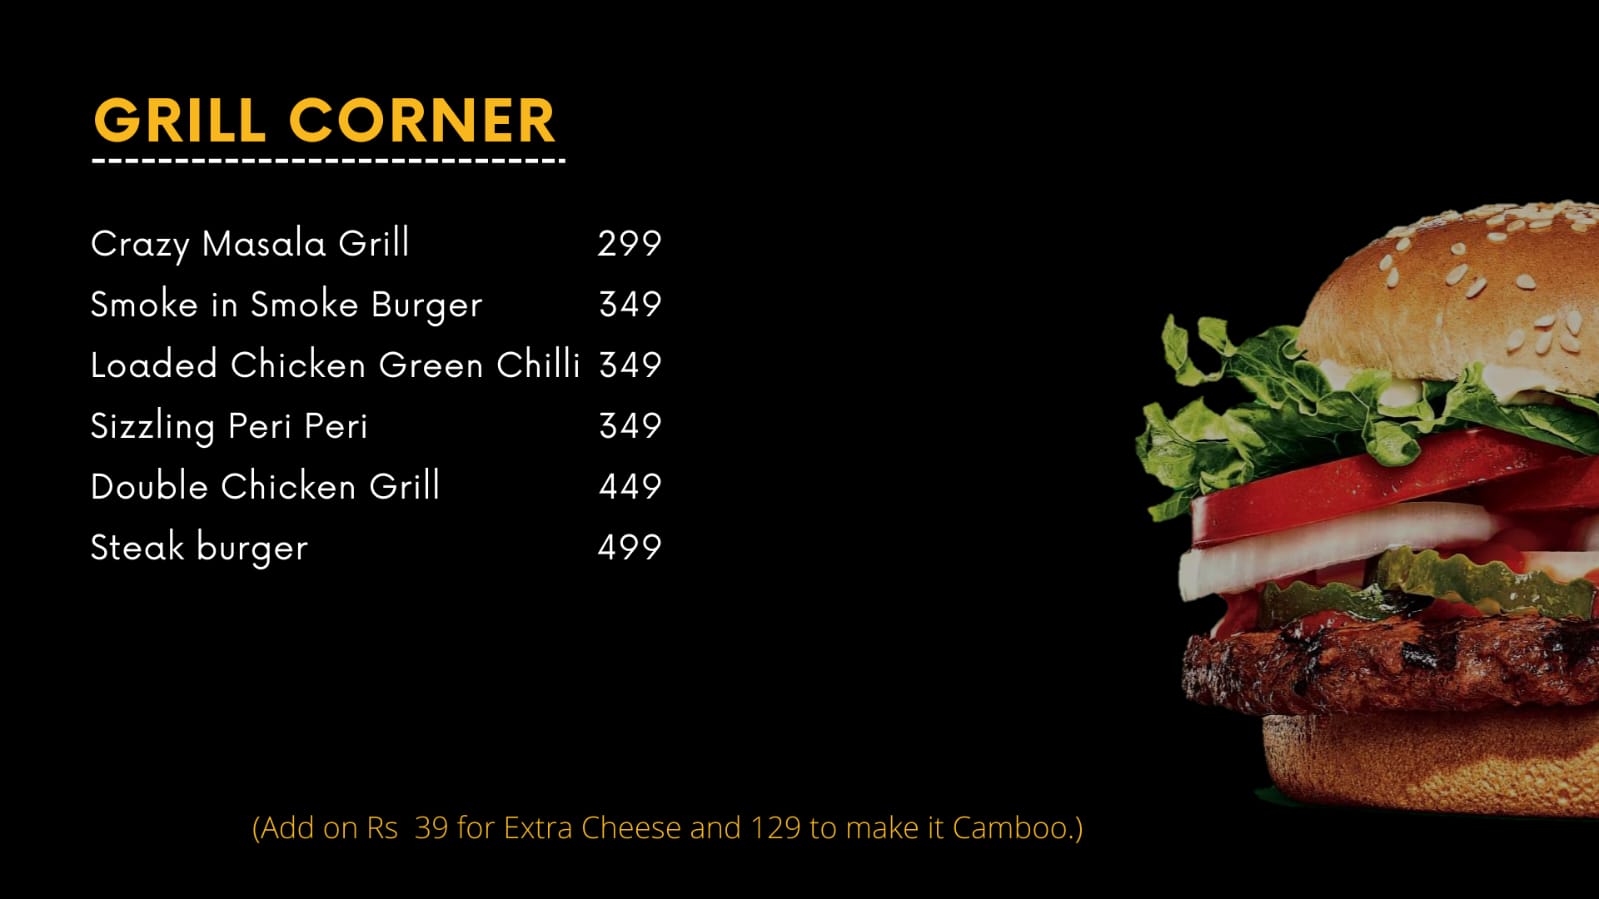 GRILL CORNER
Crazy Masala Grill 299
Smoke in Smoke Burger 349
Loaded Chicken Green Chilli 349
Sizzling Peri Peri 349
Double Chicken Grill 449
Steak burger 499
(Add on Rs  39 for Extra Cheese and 129 to make it Camboo.)